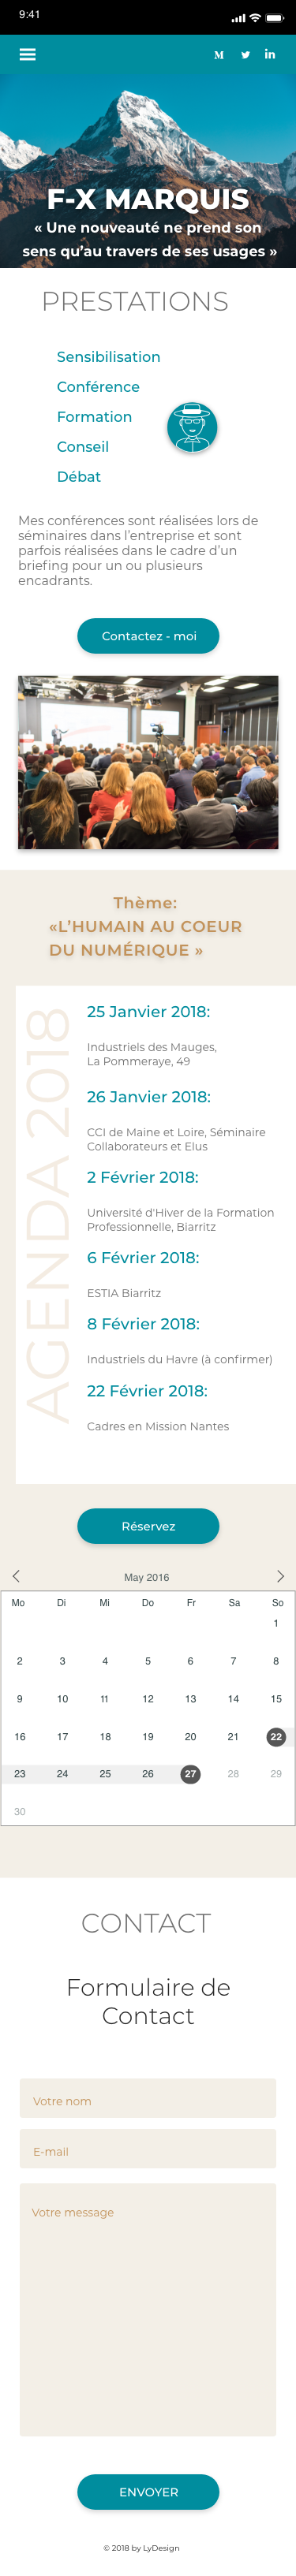 9:41
M
in
F-X MARQUIS
« Une nouveauté ne prend son
sens qu'au travers de ses usages »
PRESTATIONS
Sensibilisation
Conférence
Formation
Conseil
Débat
Mes conférences sont réalisées lors de
séminaires dans l'entreprise et sont
parfois réalisées dans le cadre d'un
briefing pour un ou plusieurs
encadrants.
Contactez - moi
Thème:
«L'HUMAIN AU COEUR
DU NUMÉRIQUE »
AGENDA 2018
25 Janvier 2018:
Industriels des Mauges,
La Pommeraye, 49
26 Janvier 2018:
CCI de Maine et Loire, Séminaire
Collaborateurs et Elus
2 Février 2018:
Université d'Hiver de la Formation
Professionnelle, Biarritz
6 Février 2018:
ESTIA Biarritz
8 Février 2018:
Industriels du Havre (à confirmer)
22 Février 2018:
Cadres en Mission Nantes
Réservez
May 2016
Mo Di Mi Do Fr Sa So
1
2 3 4 5 6 7 8
9 10 11 12 13 14 15
16 17 18 19 20 21 22
23 24 25 26 27 28 29
30
CONTACT
Formulaire de
Contact
Votre nom
E-mail
Votre message
ENVOYER
© 2018 by LyDesign